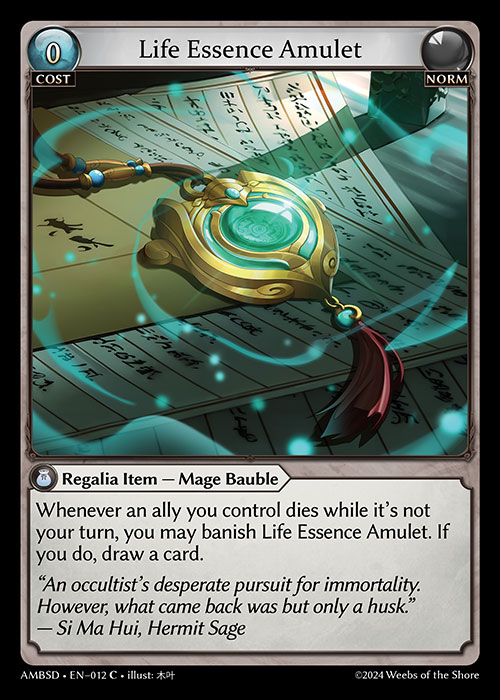 0
COST
Life Essence Amulet
NORM
Regalia Item — Mage Bauble
Whenever an ally you control dies while it's not
your turn, you may banish Life Essence Amulet. If
you do, draw a card.
“An occultist's desperate pursuit for immortality.
However, what came back was but only a husk.”
— Si Ma Hui, Hermit Sage
AMBSD • EN–012 C • illust: 木叶
©2024 Weebs of the Shore